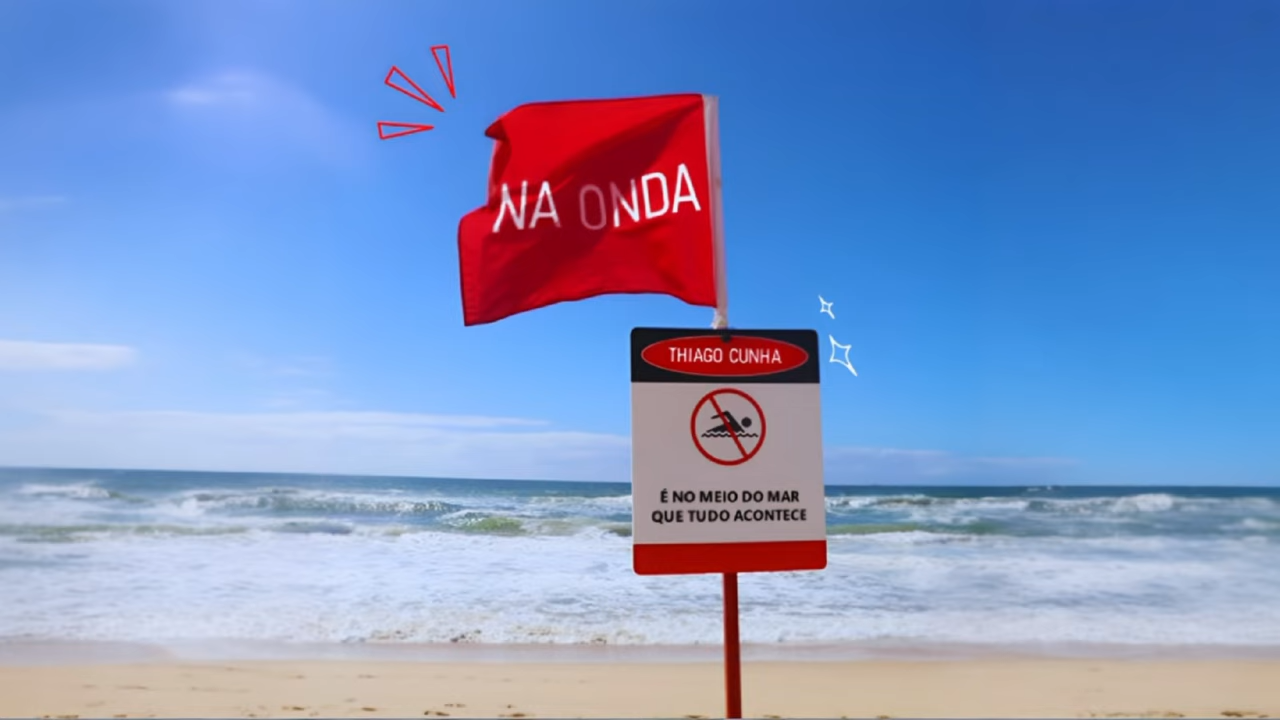 NA ONDA
THIAGO CUNHA
É NO MEIO DO MAR
QUE TUDO ACONTECE